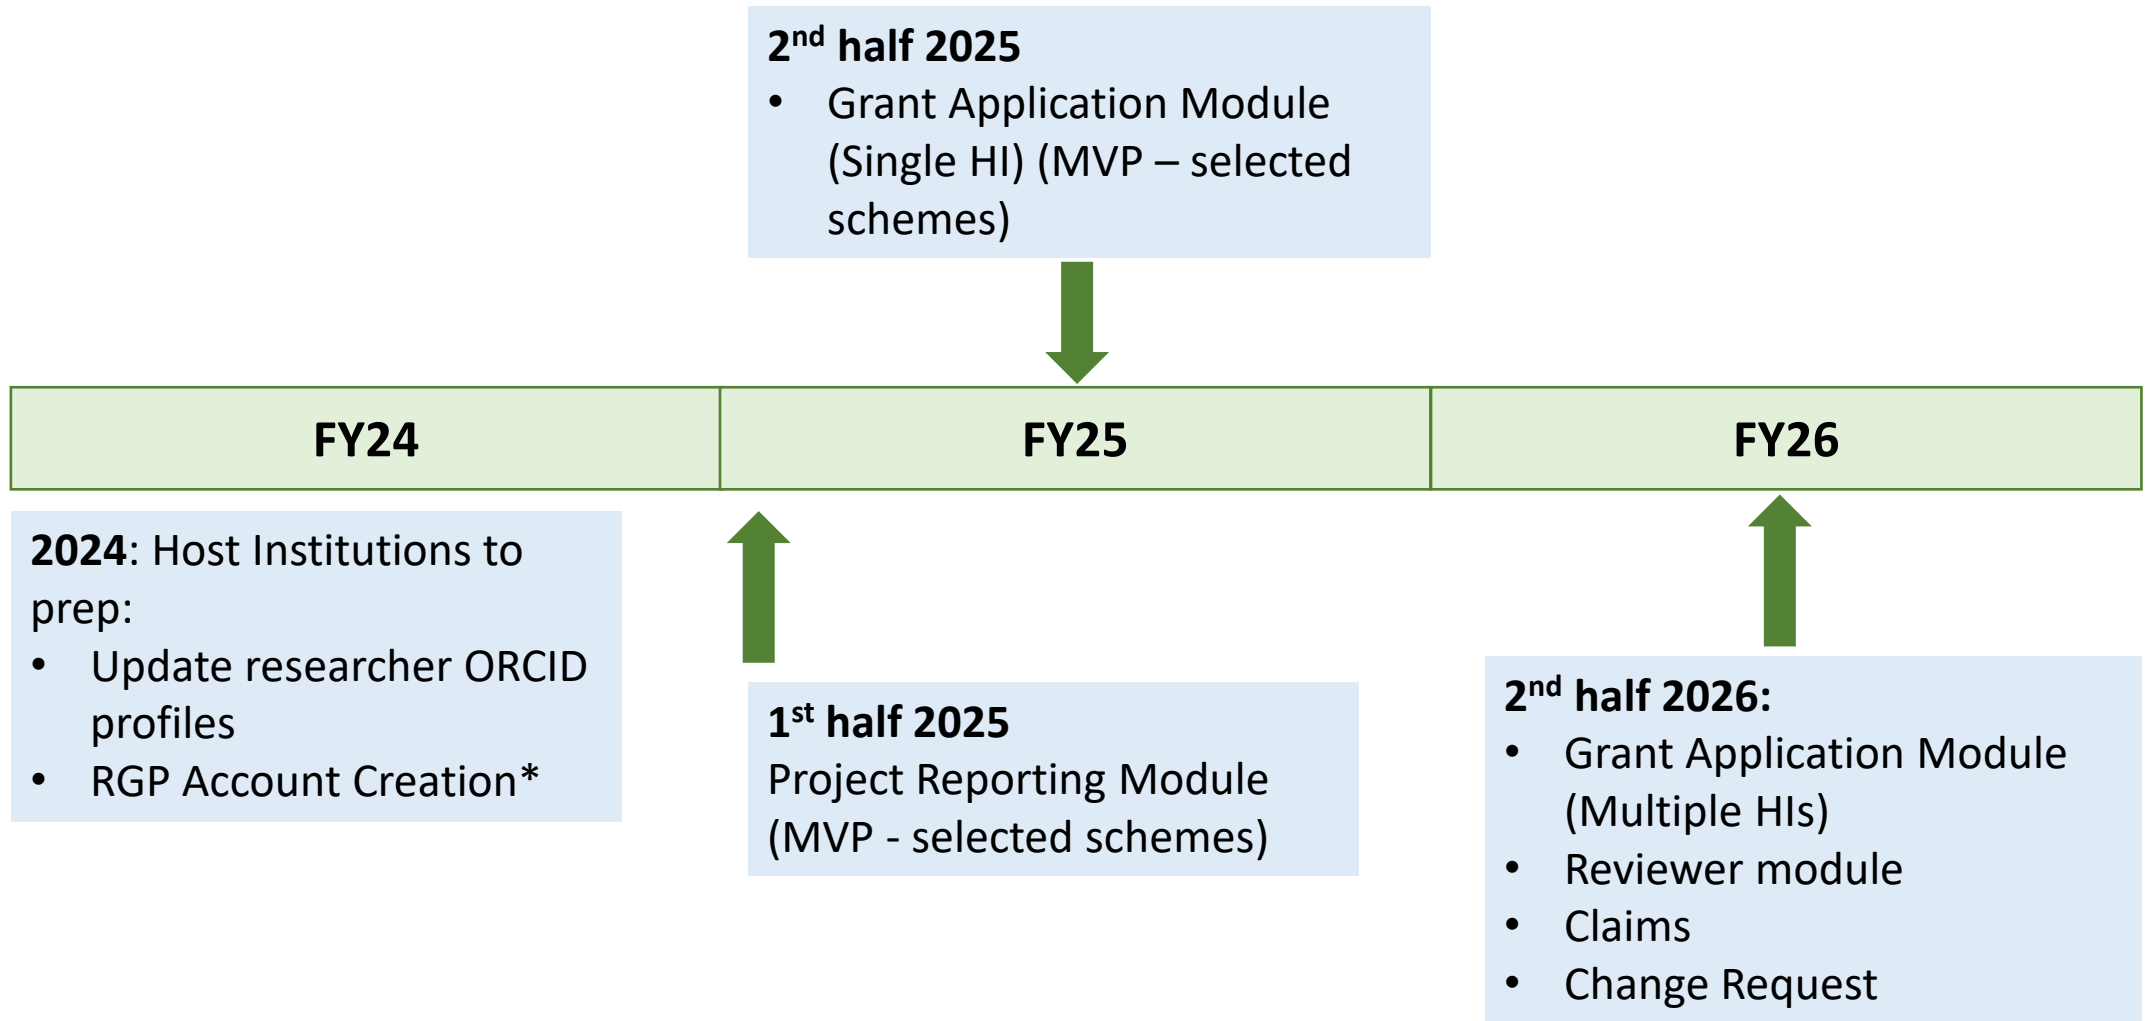 2nd half 2025
• Grant Application Module
(Single HI) (MVP – selected
schemes)
FY24
FY25
FY26
2024: Host Institutions to
prep:
• Update researcher ORCID
profiles
• RGP Account Creation*
1st half 2025
Project Reporting Module
(MVP - selected schemes)
2nd half 2026:
• Grant Application Module
(Multiple HIs)
• Reviewer module
• Claims
• Change Request